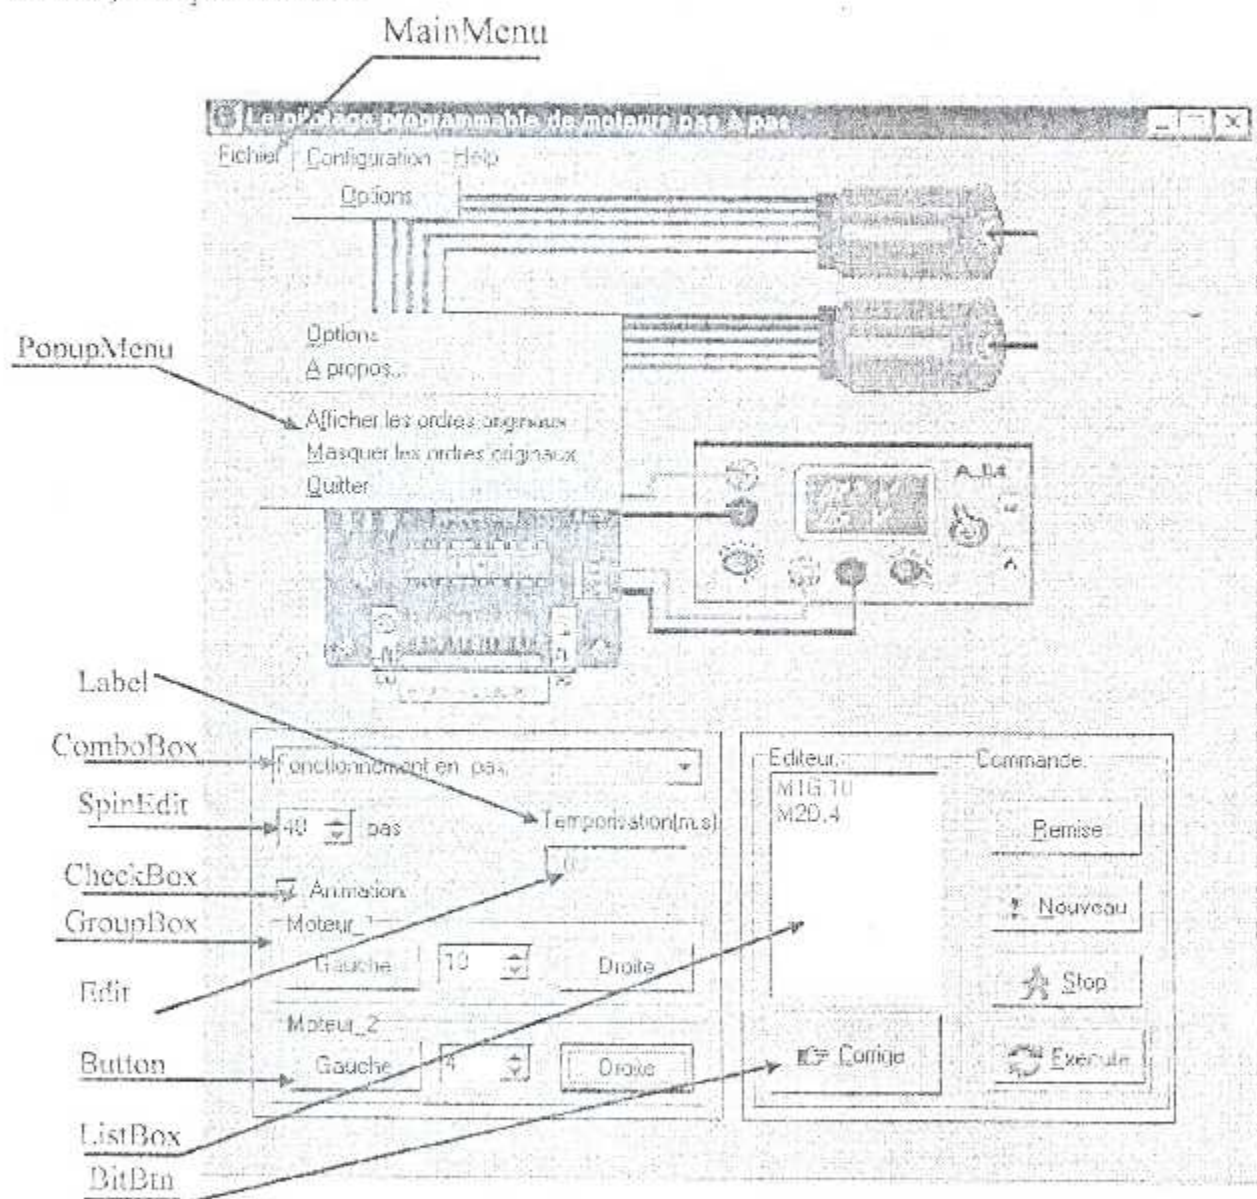 MainMenu
Le pilotage programmable de moteurs pas à pas
Fichier Configuration Help
Options
Options
PopupMenu
A propos...
Afficher les ordres originaux
Masquer les ordres originaux
Quitter
Label
ComboBox
Fonctionnement en pas
Editeur:
Commande:
M1G.10
SpinEdit
40 pas
Temporisation(ms)
M2D.4
Remise
CheckBox
Animation
GroupBox
Moteur_1
Nouveau
Gauche 10 Droite
Edit
Stop
Moteur_2
Button
Gauche 4 Droite
Corrige
Exécute
ListBox
BitBtn